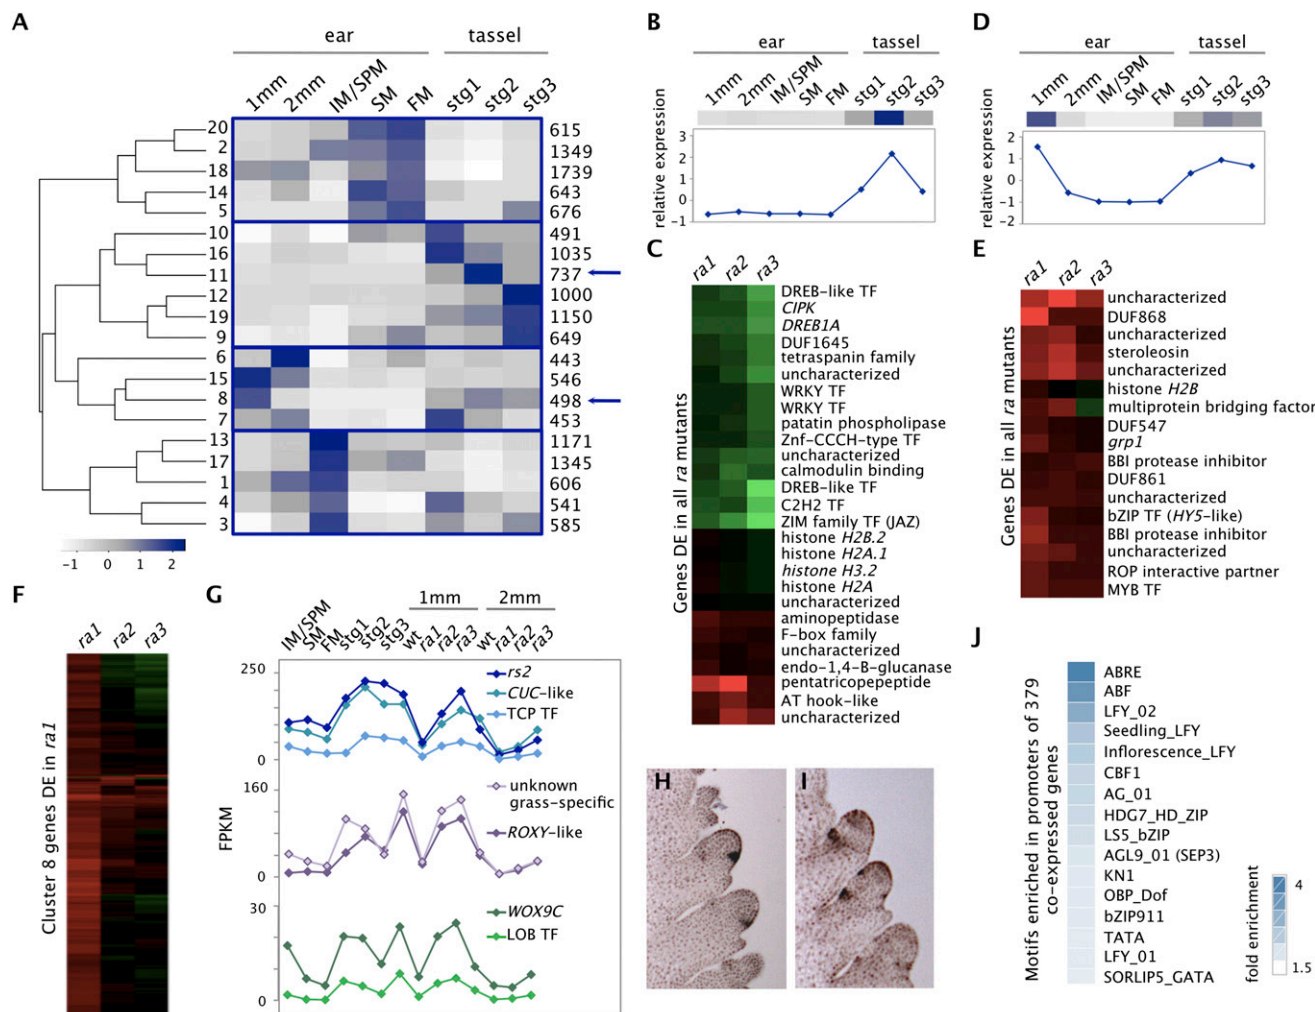 A
ear
tassel
1mm
2mm
IM/SPM
SM
FM
stg1
stg2
stg3
20
615
2
1349
18
1739
14
643
5
676
10
491
16
1035
11
737
12
1000
19
1150
9
649
6
443
15
546
8
498
7
453
13
1171
17
1345
1
606
4
541
3
585
-1
0
1
2
B
ear
tassel
1mm
2mm
IM/SPM
SM
FM
stg1
stg2
stg3
relative expression
3
2
1
0
-1
D
ear
tassel
1mm
2mm
IM/SPM
SM
FM
stg1
stg2
stg3
relative expression
2
1
0
-1
-2
C
ra1
ra2
ra3
Genes DE in all ra mutants
DREB-like TF
CIPK
DREB1A
DUF1645
tetraspanin family
uncharacterized
WRKY TF
WRKY TF
patatin phospholipase
Znf-CCCH-type TF
uncharacterized
calmodulin binding
DREB-like TF
C2H2 TF
ZIM family TF (JAZ)
histone H2B.2
histone H2A.1
histone H3.2
histone H2A
uncharacterized
aminopeptidase
F-box family
uncharacterized
endo-1,4-B-glucanase
pentatricopepeptide
AT hook-like
uncharacterized
E
ra1
ra2
ra3
Genes DE in all ra mutants
uncharacterized
DUF868
uncharacterized
steroleosin
uncharacterized
histone H2B
multiprotein bridging factor
DUF547
grp1
BBI protease inhibitor
DUF861
uncharacterized
bZIP TF (HY5-like)
BBI protease inhibitor
uncharacterized
ROP interactive partner
MYB TF
F
ra1
ra2
ra3
Cluster 8 genes DE in ra1
G
1mm
2mm
IM/SPM
SM
FM
stg1
stg2
stg3
wt
ra1
ra2
ra3
wt
ra1
ra2
ra3
FPKM
250
0
rs2
CUC-like
TCP TF
160
0
unknown
grass-specific
ROXY-like
30
0
WOX9C
LOB TF
H
I
J
Motifs enriched in promoters of 379
co-expressed genes
ABRE
ABF
LFY_02
Seedling_LFY
Inflorescence_LFY
CBF1
AG_01
HDG7_HD_ZIP
LS5_bZIP
AGL9_01 (SEP3)
KN1
OBP_Dof
bZIP911
TATA
LFY_01
SORLIP5_GATA
fold enrichment
4
1.5